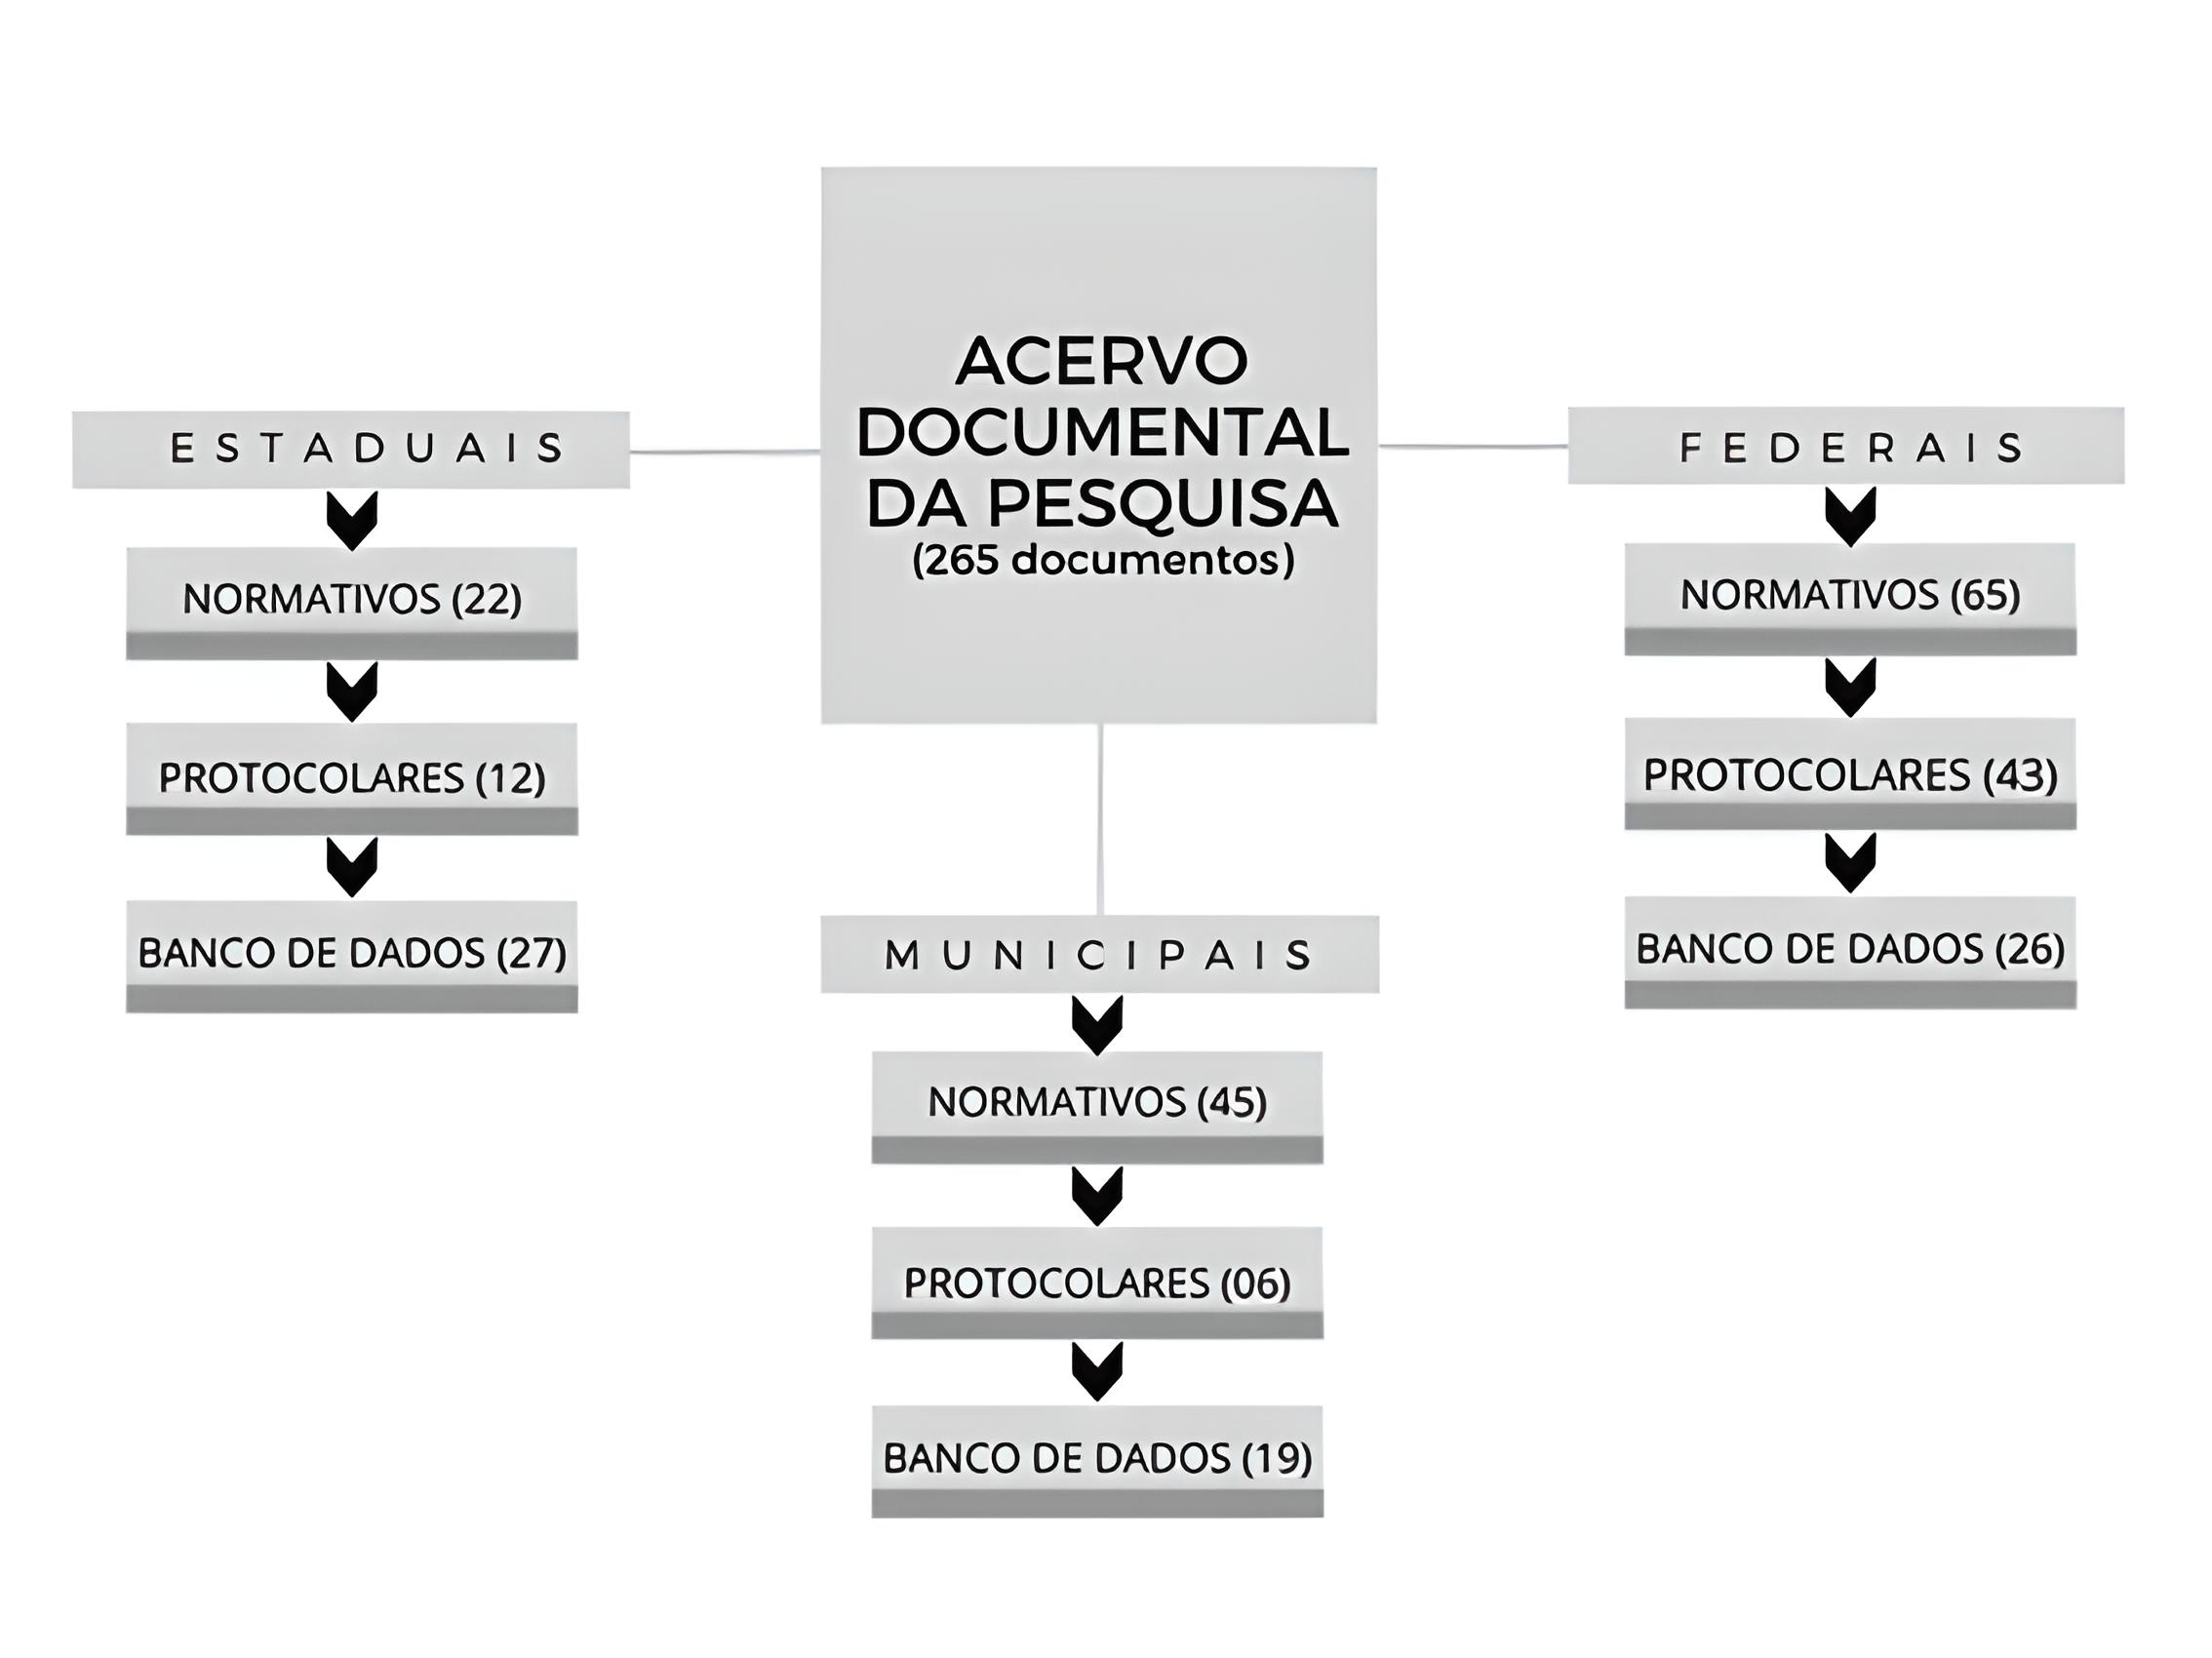 ACERVO
DOCUMENTAL
DA PESQUISA
(265 documentos)
ESTADUAIS
NORMATIVOS (22)
PROTOCOLARES (12)
BANCO DE DADOS (27)
MUNICIPAIS
NORMATIVOS (45)
PROTOCOLARES (06)
BANCO DE DADOS (19)
FEDERAIS
NORMATIVOS (65)
PROTOCOLARES (43)
BANCO DE DADOS (26)